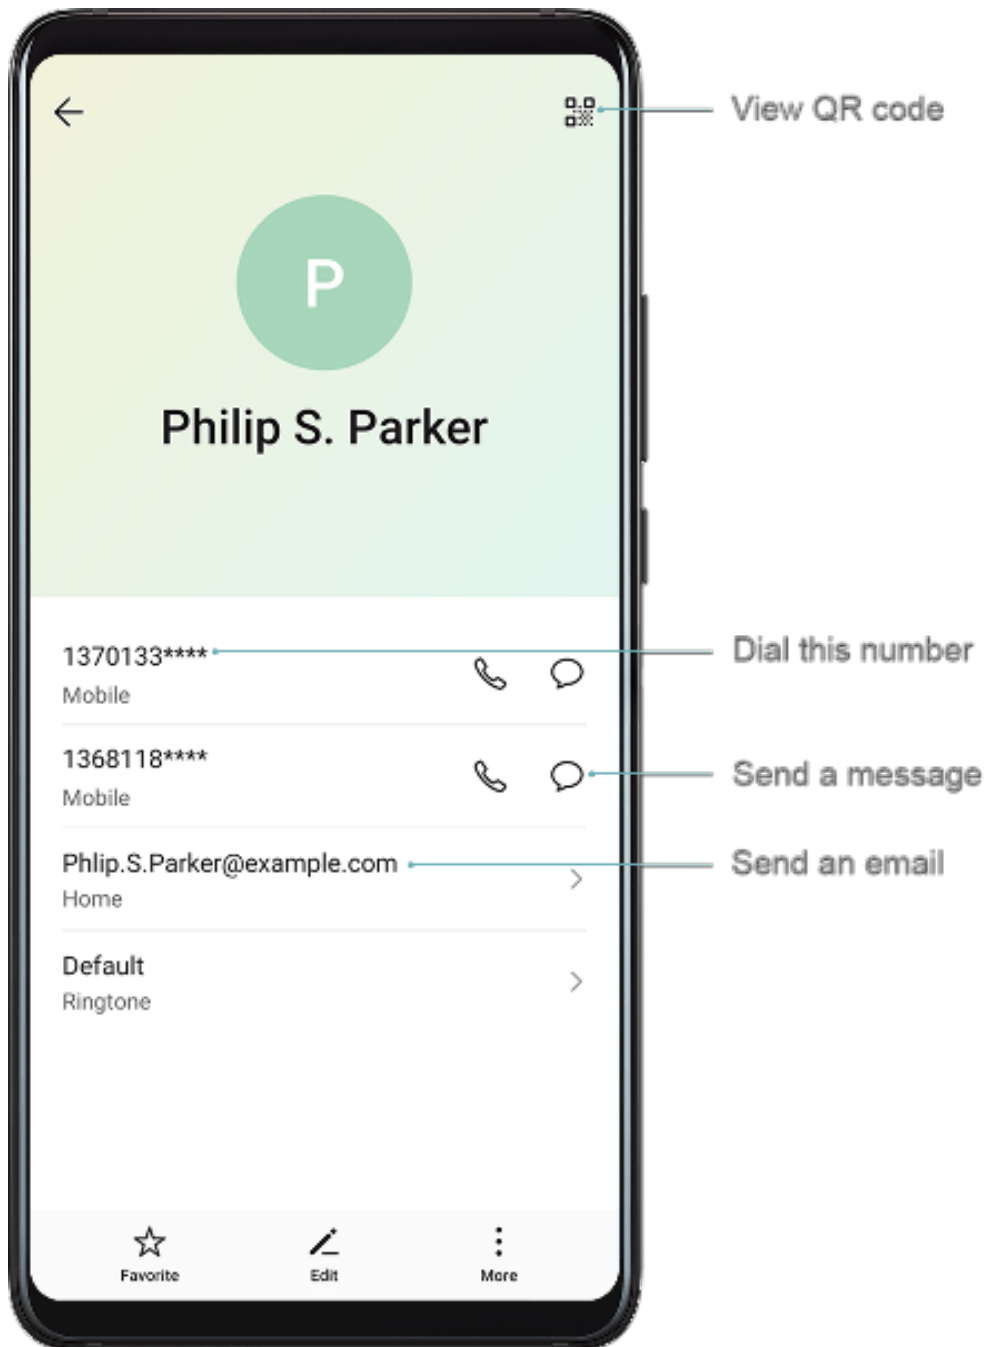 View QR code
P
Philip S. Parker
1370133****
Dial this number
Mobile
1368118****
Send a message
Mobile
Phlip.S.Parker@example.com
Send an email
Home
Default
Ringtone
Favorite
Edit
More